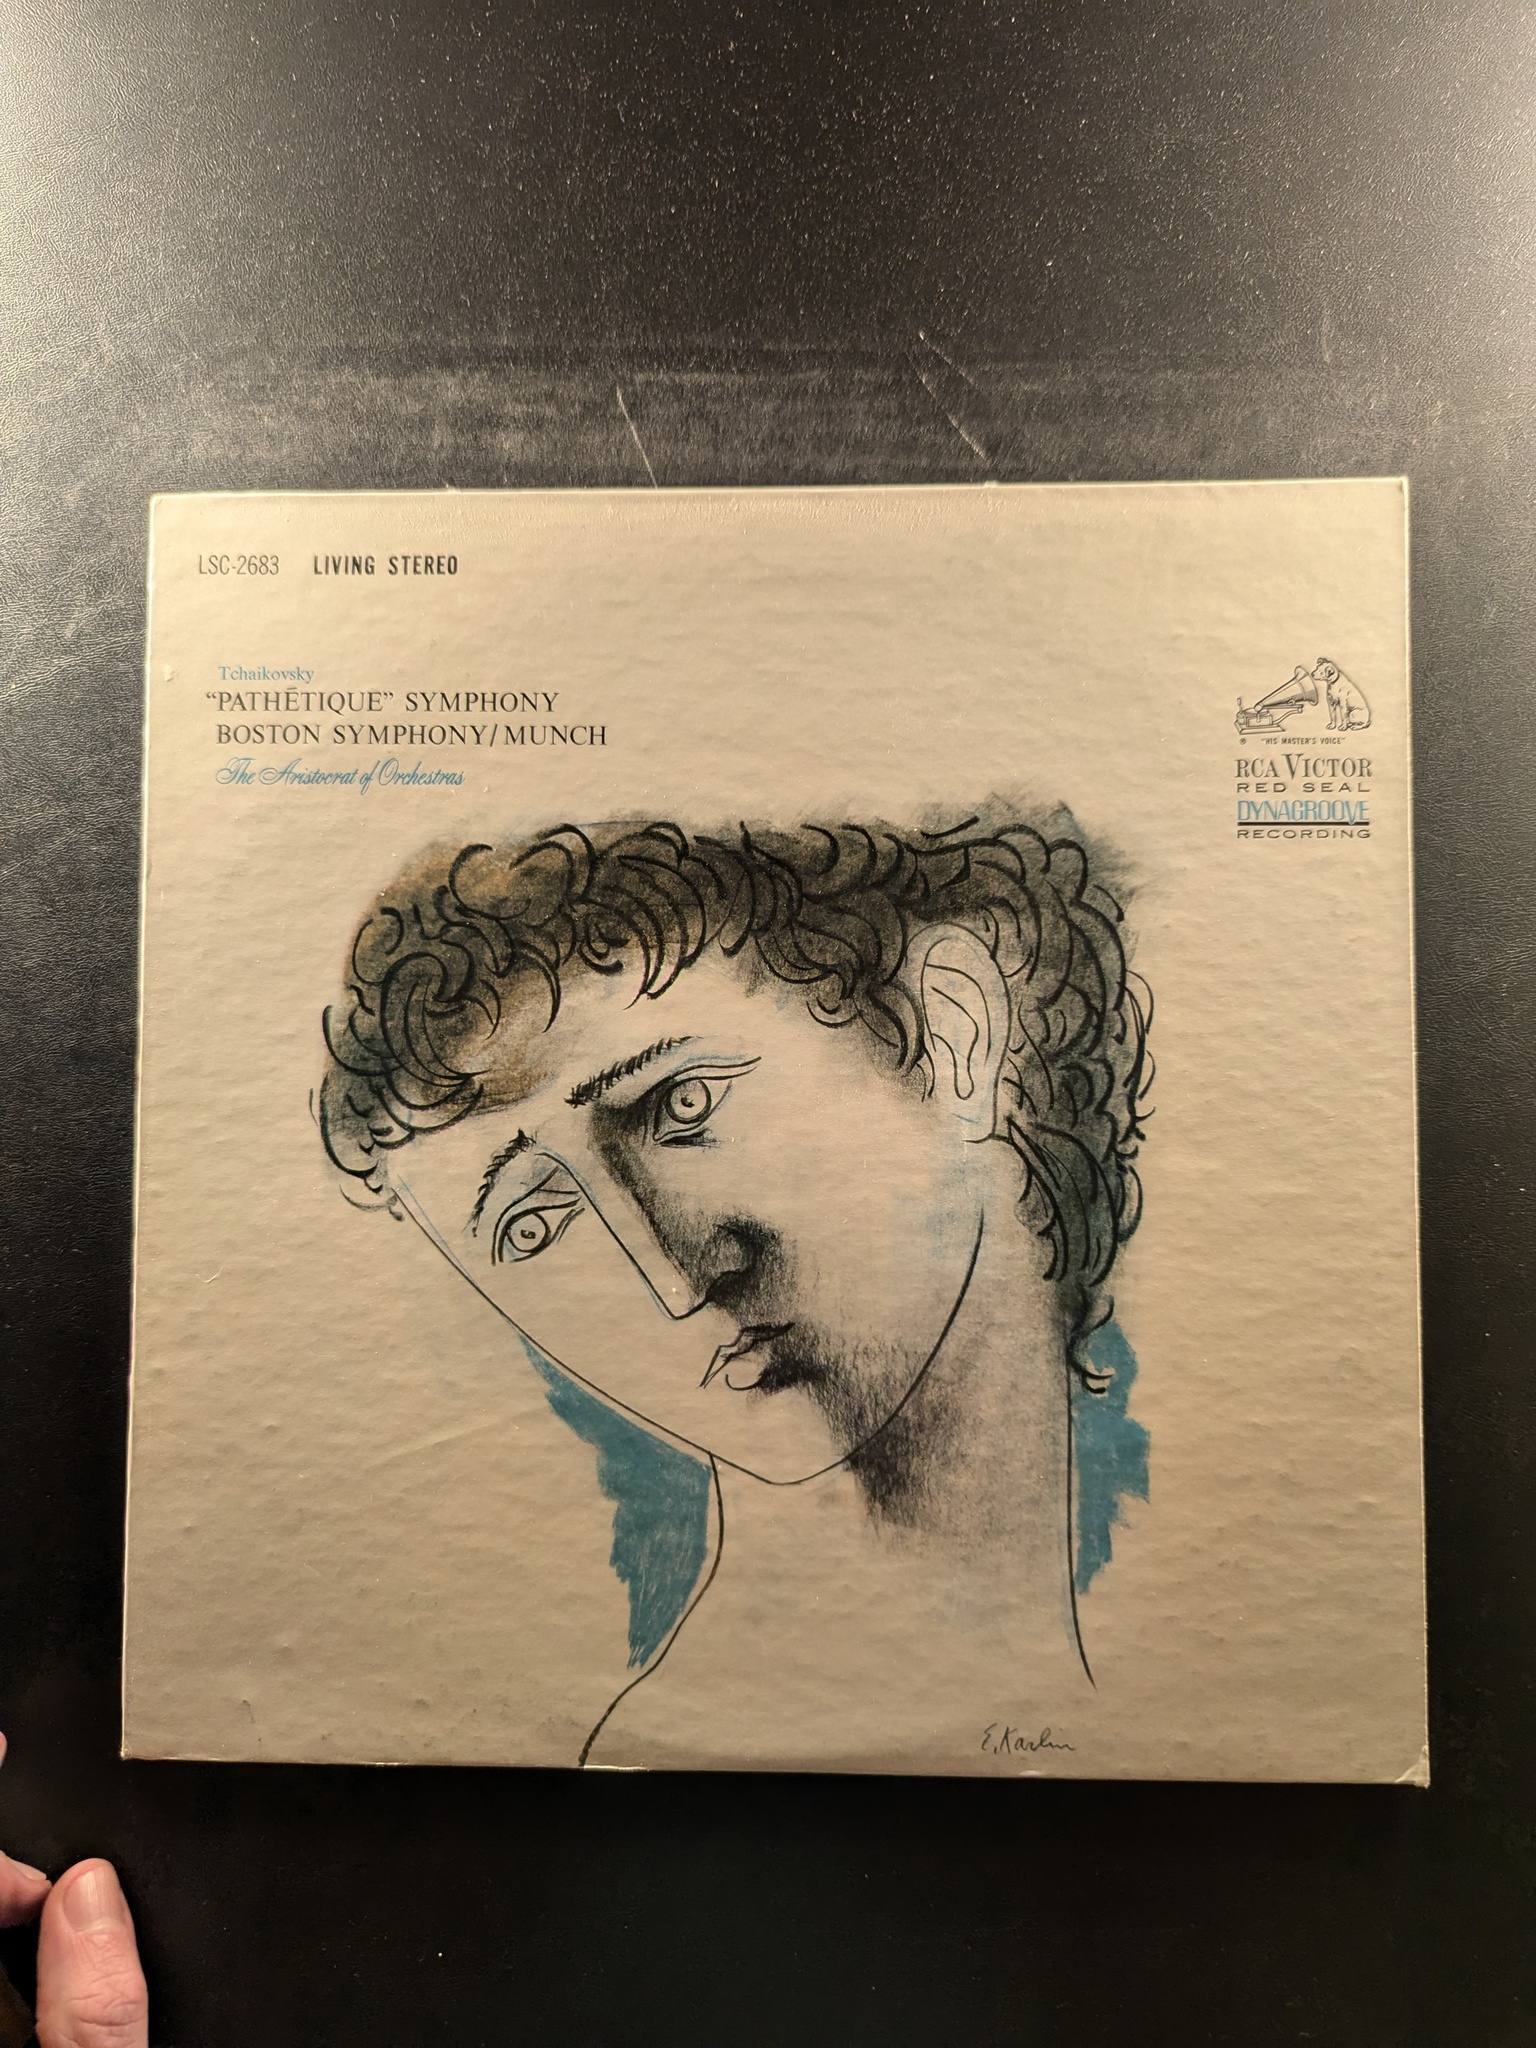 LSC-2683 LIVING STEREO
Tchaikovsky
“PATHÉTIQUE” SYMPHONY
BOSTON SYMPHONY/MUNCH
The Aristocrat of Orchestras
® "HIS MASTER'S VOICE"
RCA VICTOR
RED SEAL
DYNAGROOVE
RECORDING
E. Karlin